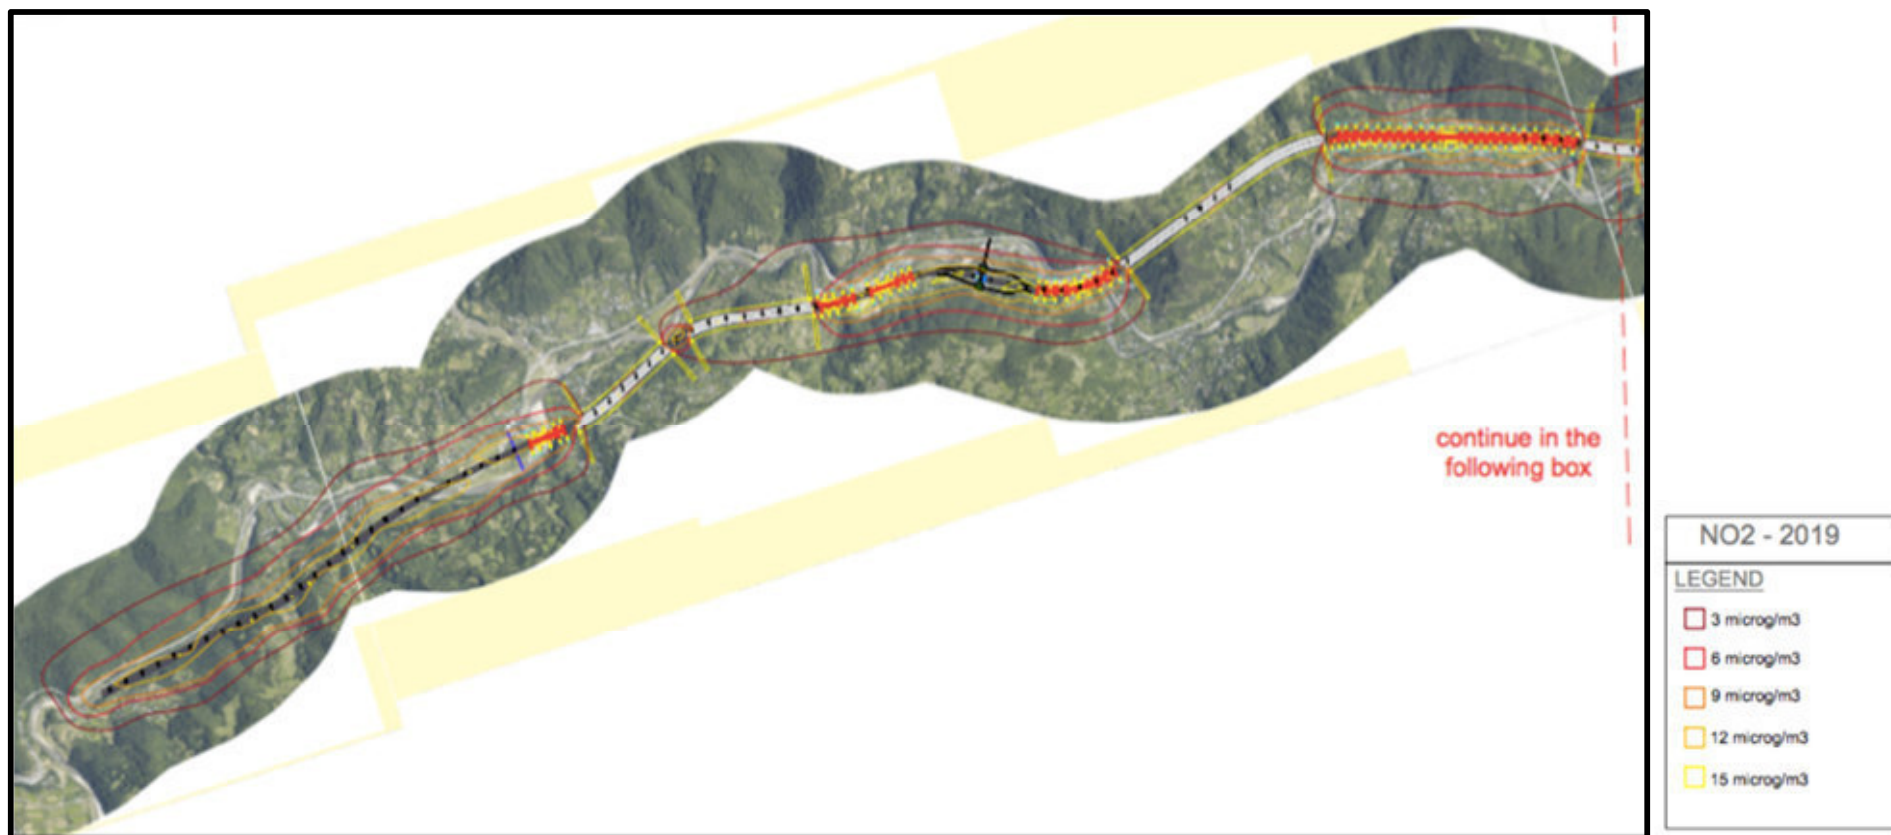 continue in the
following box
NO2 - 2019
LEGEND
3 microg/m3
6 microg/m3
9 microg/m3
12 microg/m3
15 microg/m3